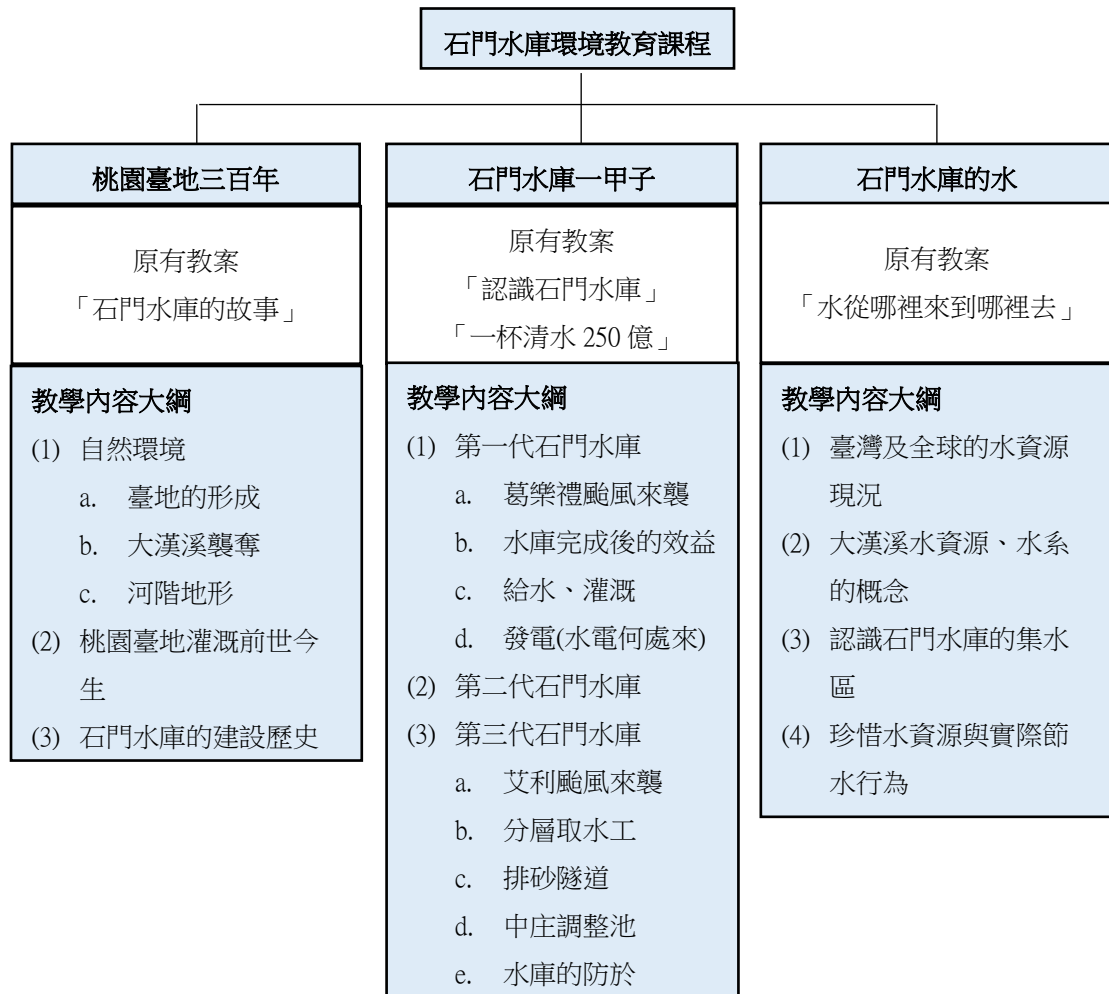 石門水庫環境教育課程
桃園臺地三百年
原有教案
「石門水庫的故事」
教學內容大綱
(1) 自然環境
a. 臺地的形成
b. 大漢溪襲奪
c. 河階地形
(2) 桃園臺地灌溉前世今
生
(3) 石門水庫的建設歷史
石門水庫一甲子
原有教案
「認識石門水庫」
「一杯清水 250 億」
教學內容大綱
(1) 第一代石門水庫
a. 葛樂禮颱風來襲
b. 水庫完成後的效益
c. 給水、灌溉
d. 發電(水電何處來)
(2) 第二代石門水庫
(3) 第三代石門水庫
a. 艾利颱風來襲
b. 分層取水工
c. 排砂隧道
d. 中庄調整池
e. 水庫的防於
石門水庫的水
原有教案
「水從哪裡來到哪裡去」
教學內容大綱
(1) 臺灣及全球的水資源
現況
(2) 大漢溪水資源、水系
的概念
(3) 認識石門水庫的集水
區
(4) 珍惜水資源與實際節
水行為